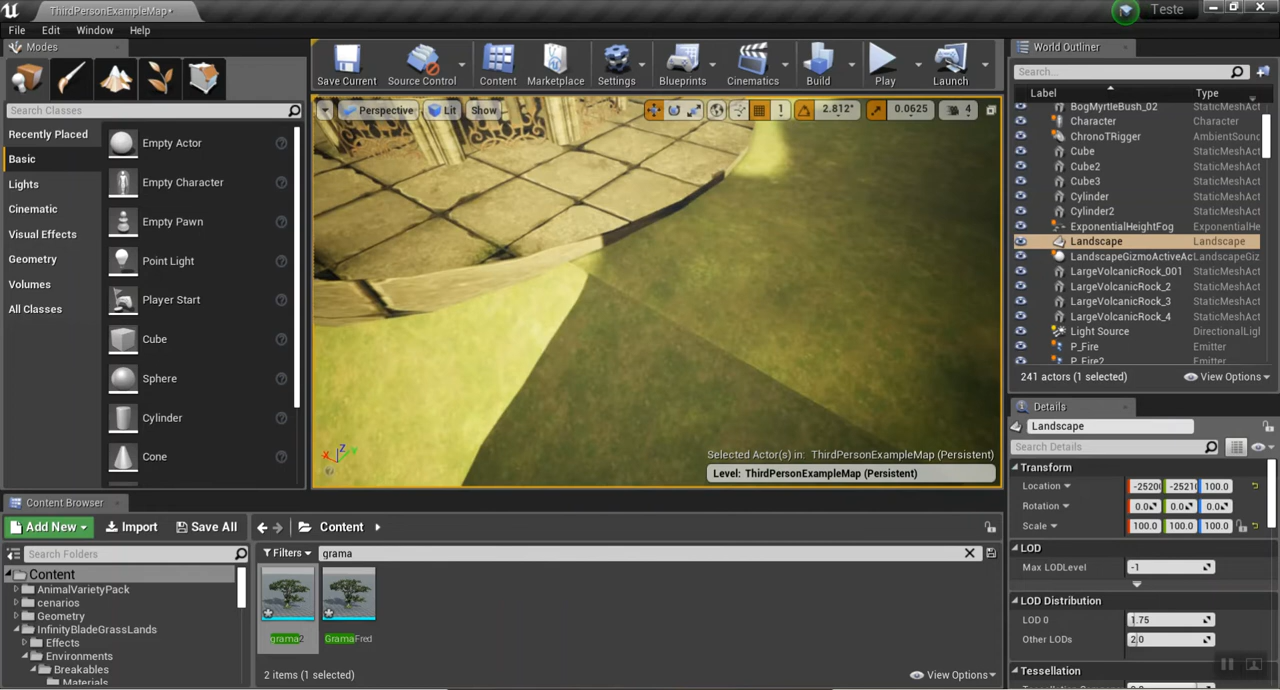 ThirdPersonExampleMap*
Teste
File Edit Window Help
Modes
Search Classes
Recently Placed
Basic
Lights
Cinematic
Visual Effects
Geometry
Volumes
All Classes
Empty Actor
Empty Character
Empty Pawn
Point Light
Player Start
Cube
Sphere
Cylinder
Cone
Save Current
Source Control
Content
Marketplace
Settings
Blueprints
Cinematics
Build
Play
Launch
Perspective
Lit
Show
1
2.812°
0.0625
4
Selected Actor(s) in: ThirdPersonExampleMap (Persistent)
Level: ThirdPersonExampleMap (Persistent)
World Outliner
Search...
Label Type
BogMyrtleBush_02 StaticMeshAct
Character Character
ChronoTRigger AmbientSoun
Cube StaticMeshAct
Cube2 StaticMeshAct
Cube3 StaticMeshAct
Cylinder StaticMeshAct
Cylinder2 StaticMeshAct
ExponentialHeightFog ExponentialHe
Landscape Landscape
LandscapeGizmoActiveAc LandscapeGiz
LargeVolcanicRock_001 StaticMeshAct
LargeVolcanicRock_2 StaticMeshAct
LargeVolcanicRock_3 StaticMeshAct
LargeVolcanicRock_4 StaticMeshAct
Light Source DirectionalLigh
P_Fire Emitter
P_Fire2 Emitter
241 actors (1 selected)
View Options
Details
Landscape
Search Details
Transform
Location -2520 -2521 100.0
Rotation 0.0 0.0 0.0
Scale 100.0 100.0 100.0
LOD
Max LODLevel -1
LOD Distribution
LOD 0 1.75
Other LODs 2.0
Tessellation
Content Browser
Add New Import Save All
Content
Search Folders
Content
AnimalVarietyPack
cenarios
Geometry
InfinityBladeGrassLands
Effects
Environments
Breakables
Materials
Filters
grama
grama2
GramaFred
2 items (1 selected)
View Options